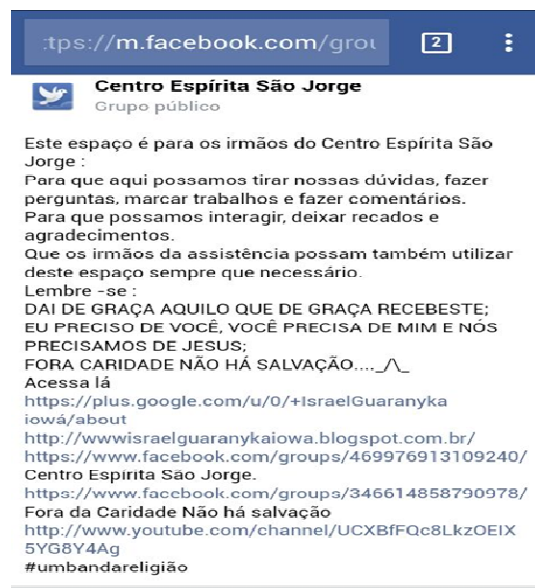 :tps://m.facebook.com/grou 2
Centro Espírita São Jorge
Grupo público
Este espaço é para os irmãos do Centro Espírita São
Jorge :
Para que aqui possamos tirar nossas dúvidas, fazer
perguntas, marcar trabalhos e fazer comentários.
Para que possamos interagir, deixar recados e
agradecimentos.
Que os irmãos da assistência possam também utilizar
deste espaço sempre que necessário.
Lembre -se :
DAI DE GRAÇA AQUILO QUE DE GRAÇA RECEBESTE;
EU PRECISO DE VOCÊ, VOCÊ PRECISA DE MIM E NÓS
PRECISAMOS DE JESUS;
FORA CARIDADE NÃO HÁ SALVAÇÃO...._/\_
Acessa lá
https://plus.google.com/u/0/+IsraelGuaranyka
iowá/about
http://wwwisraelguaranykaiowa.blogspot.com.br/
https://www.facebook.com/groups/469976913109240/
Centro Espírita São Jorge.
https://www.facebook.com/groups/346614858790978/
Fora da Caridade Não há salvação
http://www.youtube.com/channel/UCXBfFQc8LkzOEIX
5YG8Y4Ag
#umbandareligião